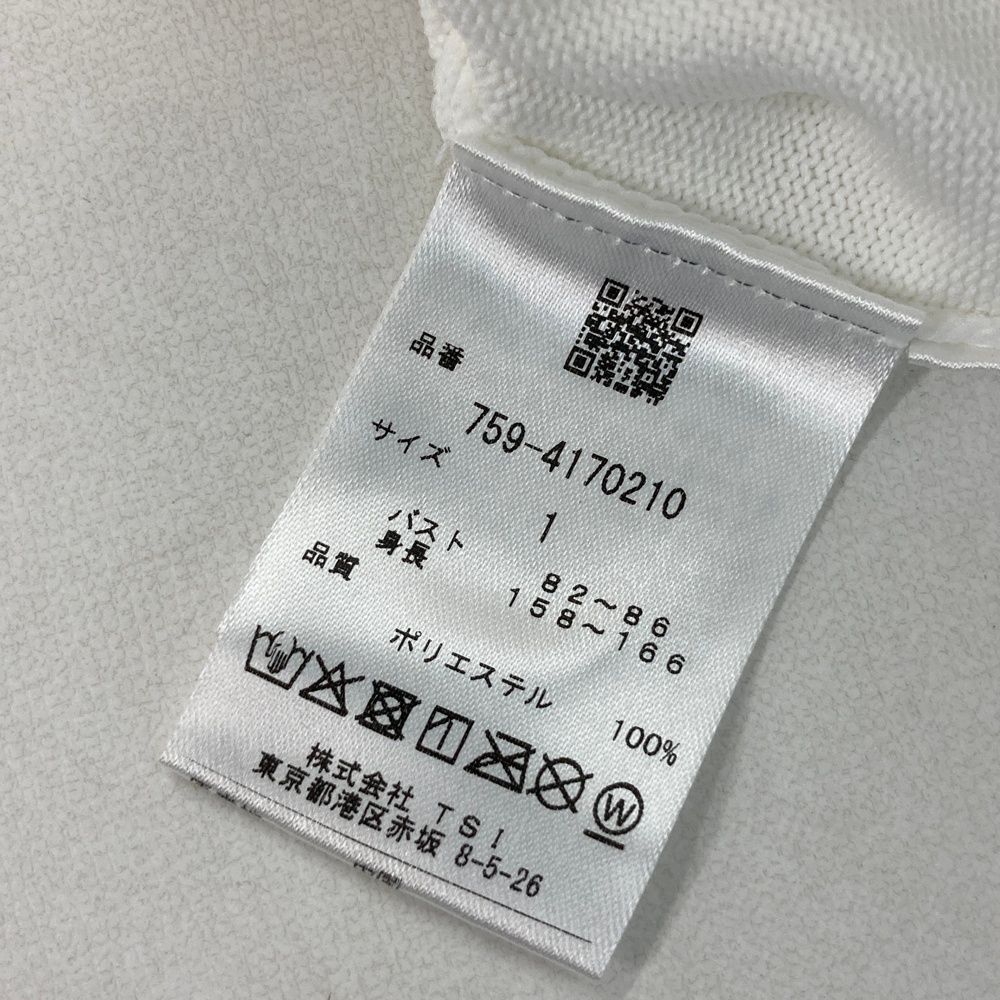 品番
759-4170210
サイズ
1
バスト 82～86
身長 158～166
品質
ポリエステル 100%
W
株式会社 TSI
東京都港区赤坂 8-5-26